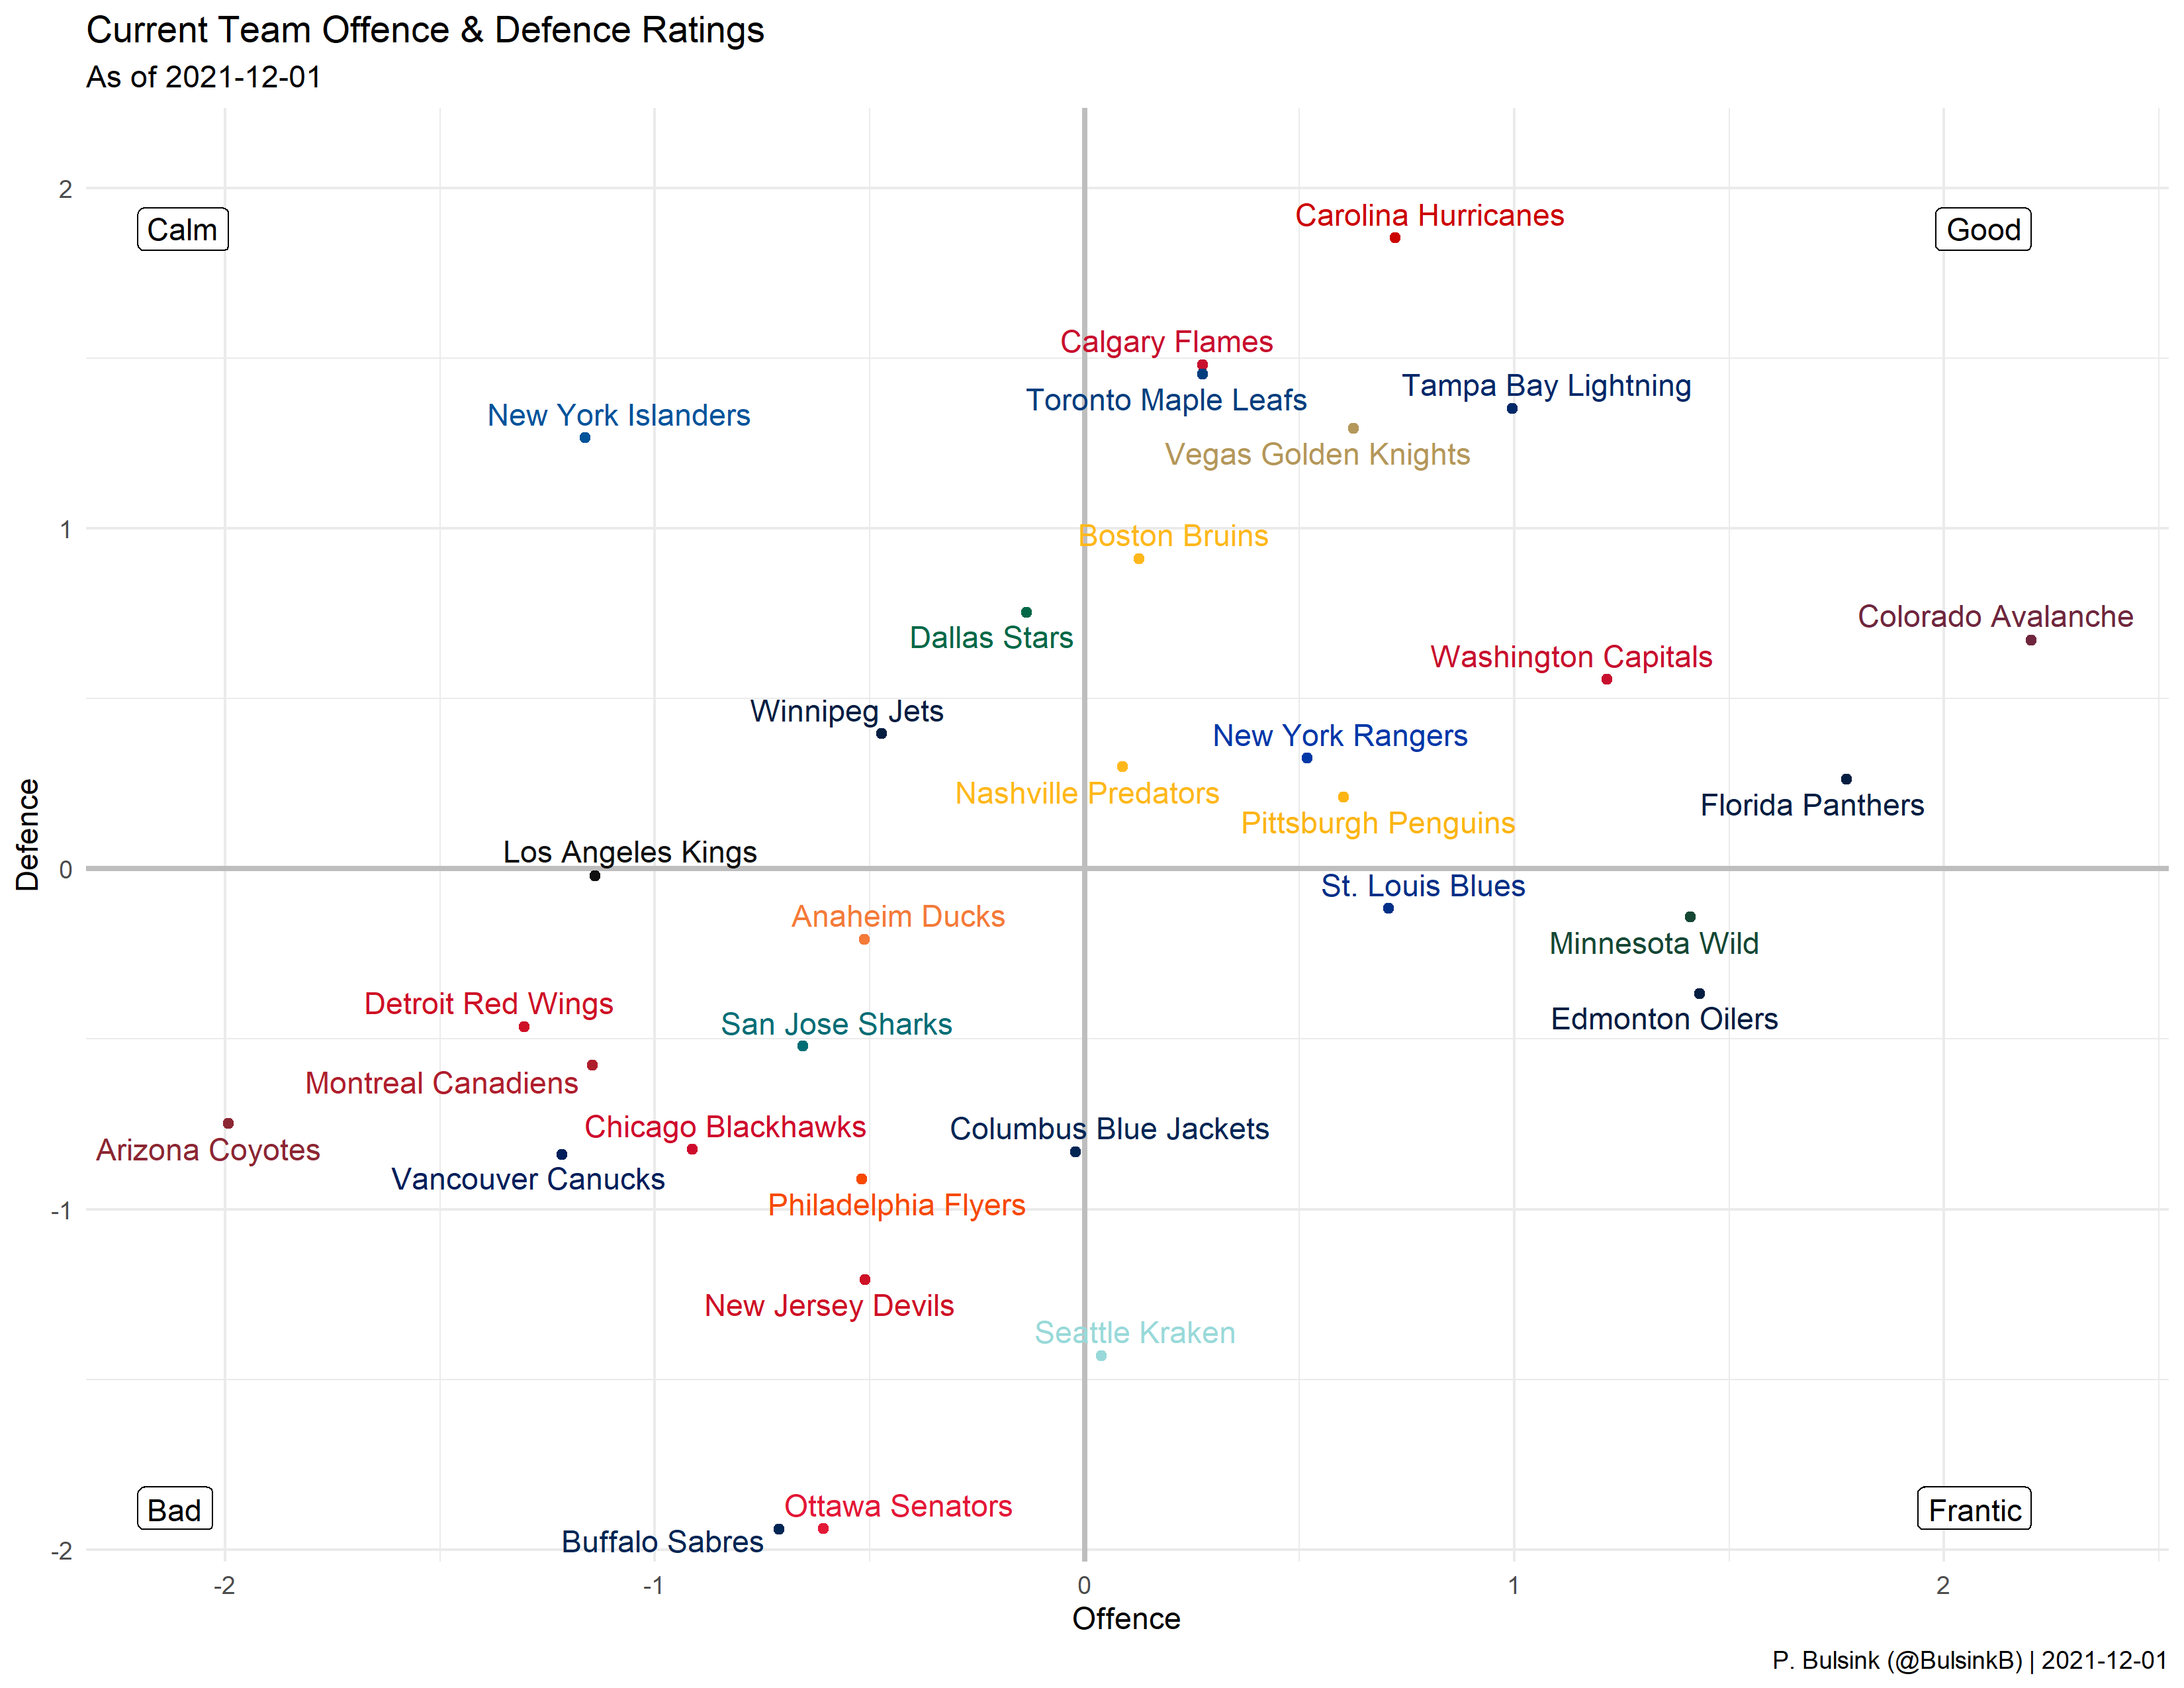 Current Team Offence & Defence Ratings
As of 2021-12-01
2
Calm
Carolina Hurricanes
Good
Calgary Flames
Tampa Bay Lightning
Toronto Maple Leafs
New York Islanders
Vegas Golden Knights
1
Boston Bruins
Colorado Avalanche
Dallas Stars
Washington Capitals
Winnipeg Jets
New York Rangers
Nashville Predators
Florida Panthers
Pittsburgh Penguins
Defence
Los Angeles Kings
0
St. Louis Blues
Anaheim Ducks
Minnesota Wild
Detroit Red Wings
Edmonton Oilers
San Jose Sharks
Montreal Canadiens
Chicago Blackhawks
Columbus Blue Jackets
Arizona Coyotes
Vancouver Canucks
Philadelphia Flyers
-1
New Jersey Devils
Seattle Kraken
Ottawa Senators
Bad
Frantic
Buffalo Sabres
-2
-2
-1
0
1
2
Offence
P. Bulsink (@BulsinkB) | 2021-12-01